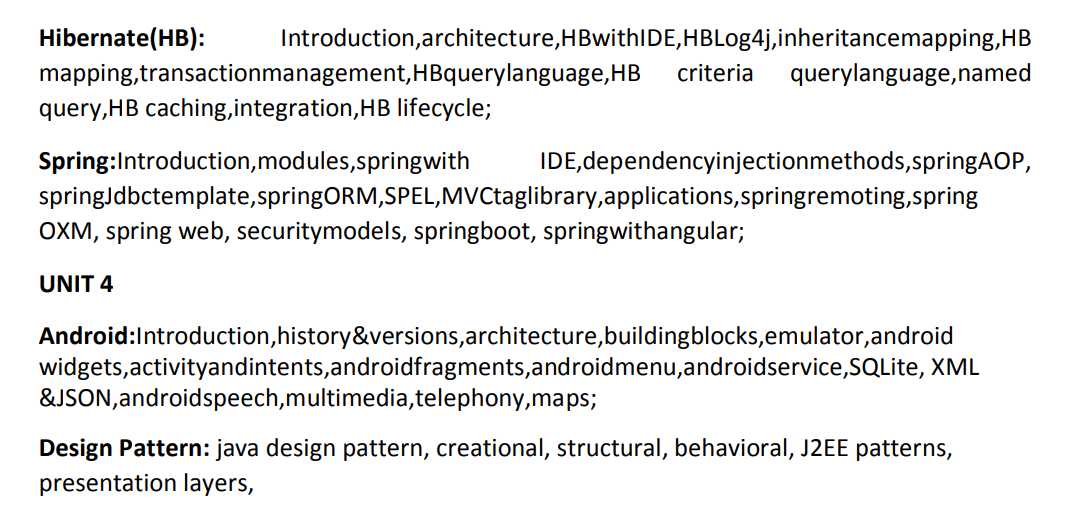 Hibernate(HB): Introduction,architecture,HBwithIDE,HBLog4j,inheritancemapping,HB
mapping,transactionmanagement,HBquerylanguage,HB criteria querylanguage,named
query,HB caching,integration,HB lifecycle;
Spring:Introduction,modules,springwith IDE,dependencyinjectionmethods,springAOP,
springJdbctemplate,springORM,SPEL,MVCtaglibrary,applications,springremoting,spring
OXM, spring web, securitymodels, springboot, springwithangular;
UNIT 4
Android:Introduction,history&versions,architecture,buildingblocks,emulator,android
widgets,activityandintents,androidfragments,androidmenu,androidservice,SQLite, XML
&JSON,androidspeech,multimedia,telephony,maps;
Design Pattern: java design pattern, creational, structural, behavioral, J2EE patterns,
presentation layers,